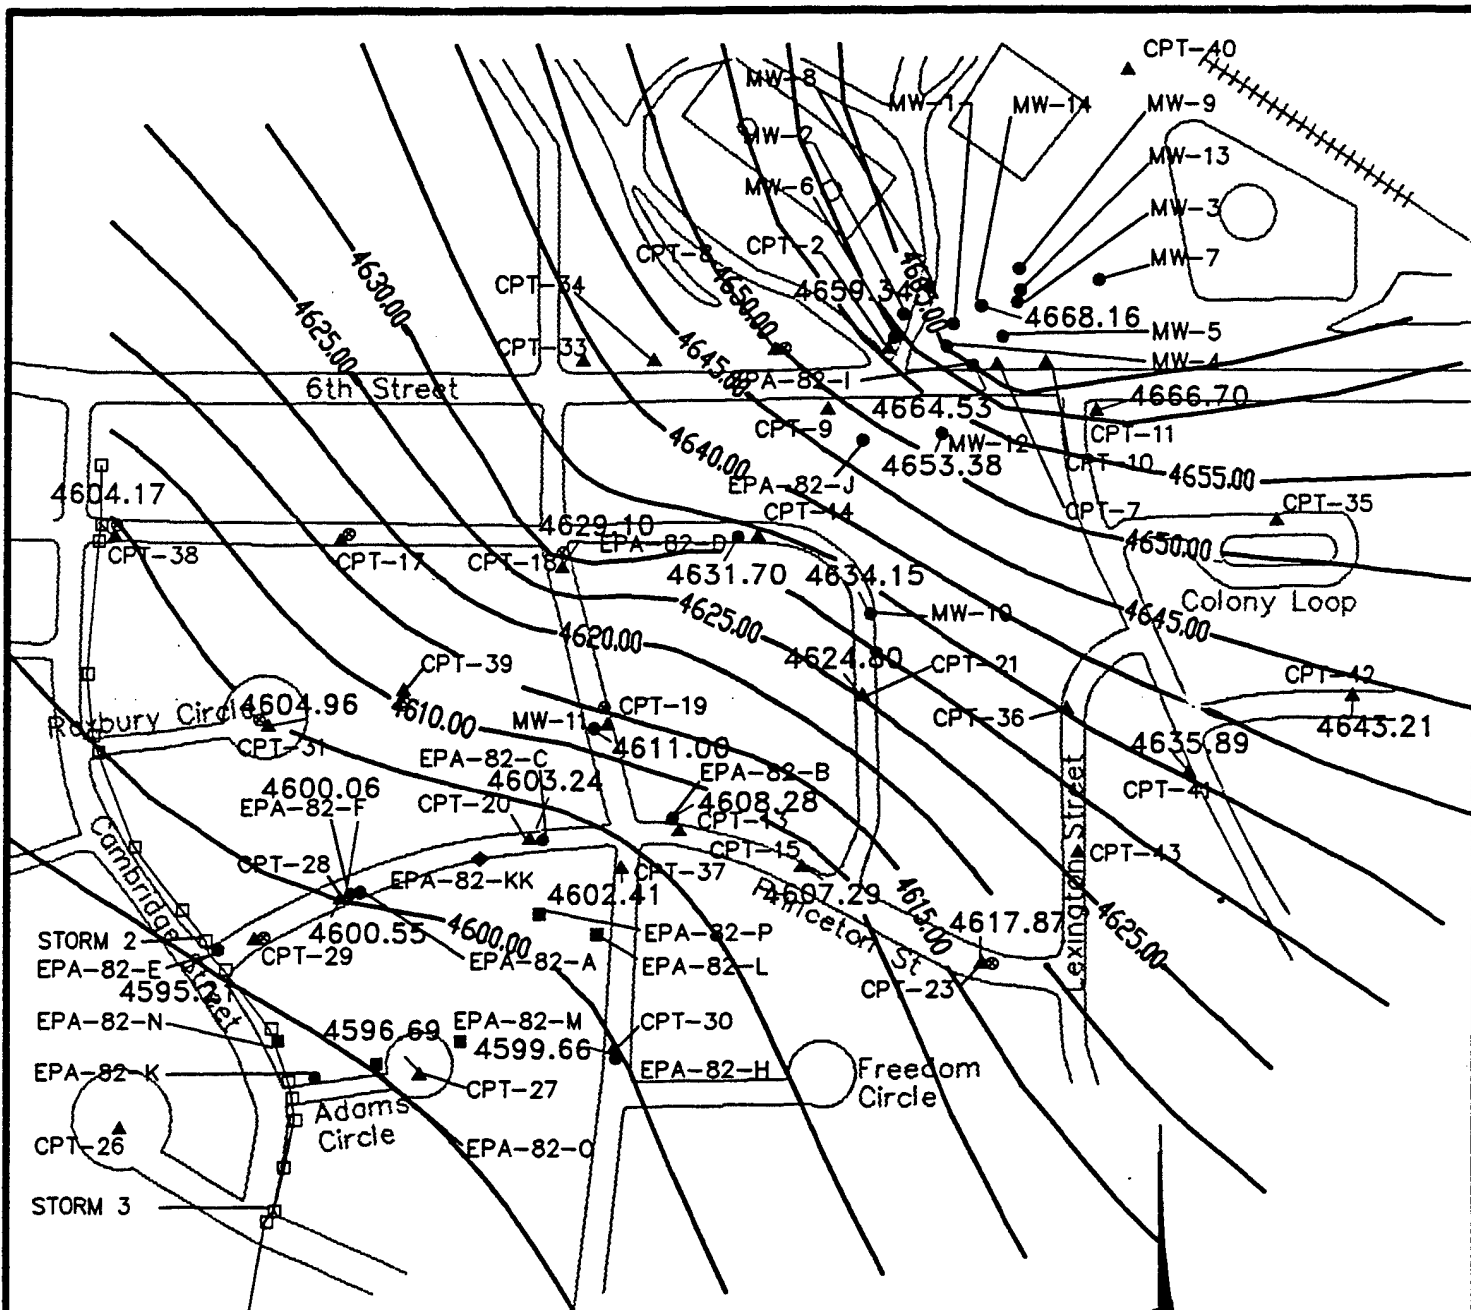 CPT-40
MW-8
MW-1
MW-14
MW-9
MW-2
MW-13
MW-6
MW-3
CPT-8
CPT-2
MW-7
4630.00
CPT-34
4650.00
4659.34
4625.00
4668.16
MW-5
CPT-33
4645.00
MW-4
6th Street
EPA-82-I
4664.53
4666.70
CPT-9
MW-12
CPT-11
4640.00
4653.38
CPT-10
4655.00
4604.17
EPA-82-J
CPT-44
CPT-7
CPT-35
4629.10
CPT-38
CPT-17
CPT-18
EPA-82-D
4650.00
4631.70
4634.15
4625.00
MW-10
Colony Loop
4645.00
4620.00
CPT-39
4624.80
CPT-21
CPT-42
Roxbury Circle
4604.96
4610.00
MW-11
CPT-19
CPT-36
4643.21
CPT-31
4611.00
4635.89
EPA-82-C
4603.24
EPA-82-B
4600.06
EPA-82-F
CPT-20
4608.28
CPT-13
CPT-41
Cambridge Street
CPT-28
CPT-15
CPT-43
EPA-82-KK
CPT-37
4602.41
4607.29
Princeton St
4615.00
4617.87
Lexington Street
4625.00
STORM 2
4600.55
4600.00
EPA-82-P
EPA-82-E
CPT-29
EPA-82-A
EPA-82-L
4595.21
CPT-23
EPA-82-N
4596.69
EPA-82-M
CPT-30
4599.66
EPA-82-K
CPT-27
EPA-82-H
Freedom
Circle
Adams
Circle
CPT-26
EPA-82-O
STORM 3